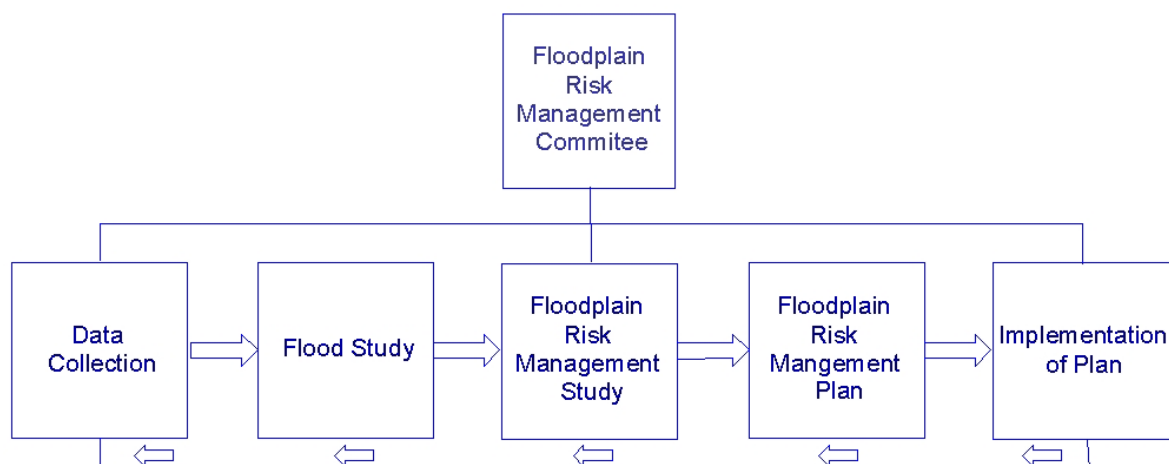 Floodplain
Risk
Management
Commitee
Data
Collection
Flood Study
Floodplain
Risk
Management
Study
Floodplain
Risk
Mangement
Plan
Implementation
of Plan